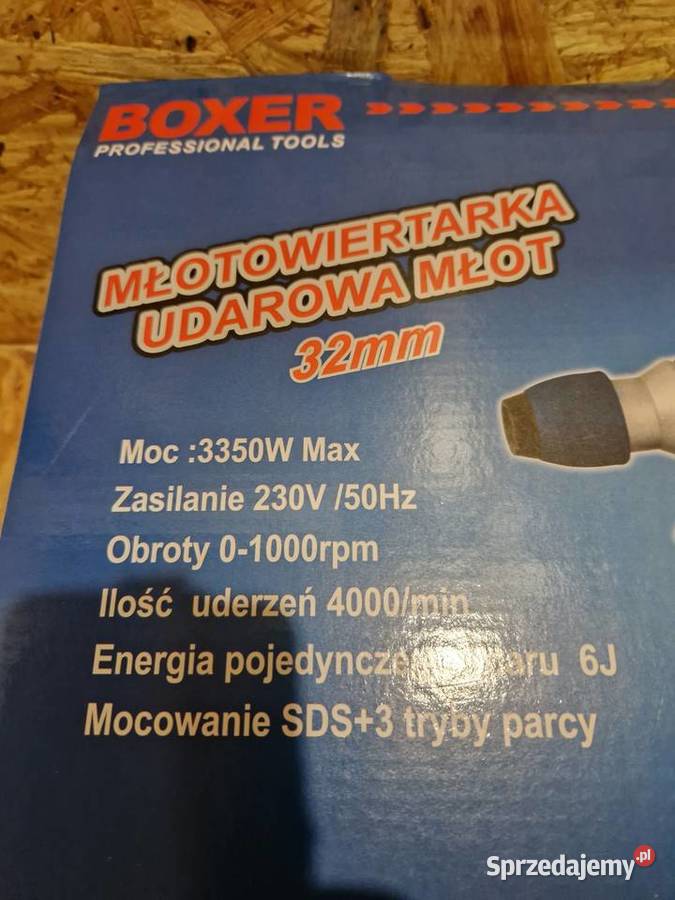 BOXER
PROFESSIONAL TOOLS
MŁOTOWIERTARKA
UDAROWA MŁOT
32mm
Moc :3350W Max
Zasilanie 230V /50Hz
Obroty 0-1000rpm
Ilość uderzeń 4000/min
Energia 6J
Mocowanie SDS+3 tryby parcy
Sprzedajemy.pl